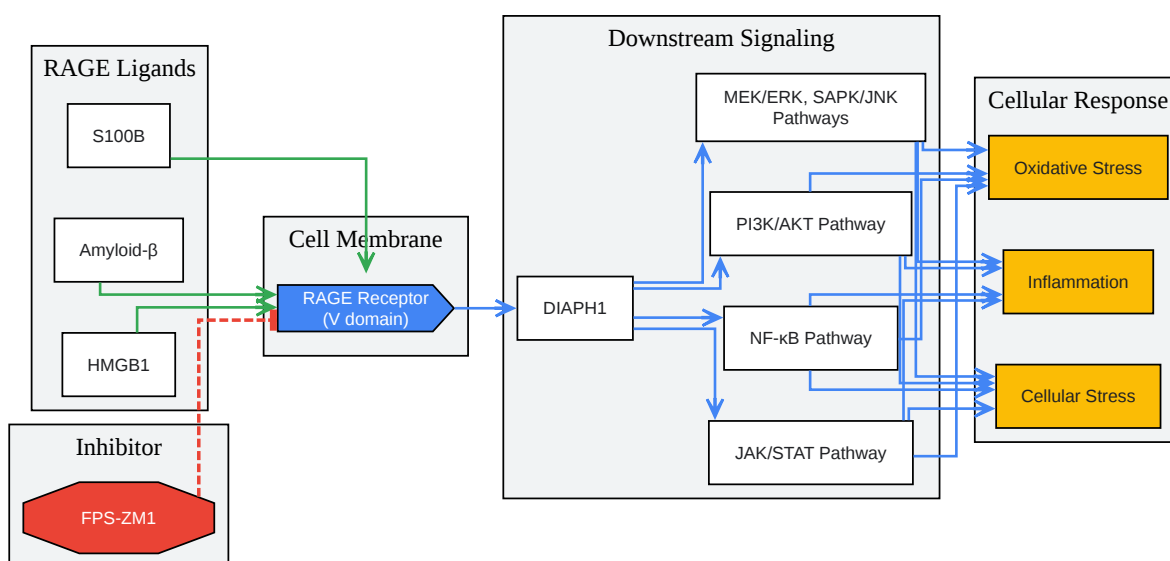 RAGE Ligands
S100B
Amyloid-β
HMGB1
Inhibitor
FPS-ZM1
Cell Membrane
RAGE Receptor
(V domain)
Downstream Signaling
DIAPH1
MEK/ERK, SAPK/JNK
Pathways
PI3K/AKT Pathway
NF-κB Pathway
JAK/STAT Pathway
Cellular Response
Oxidative Stress
Inflammation
Cellular Stress